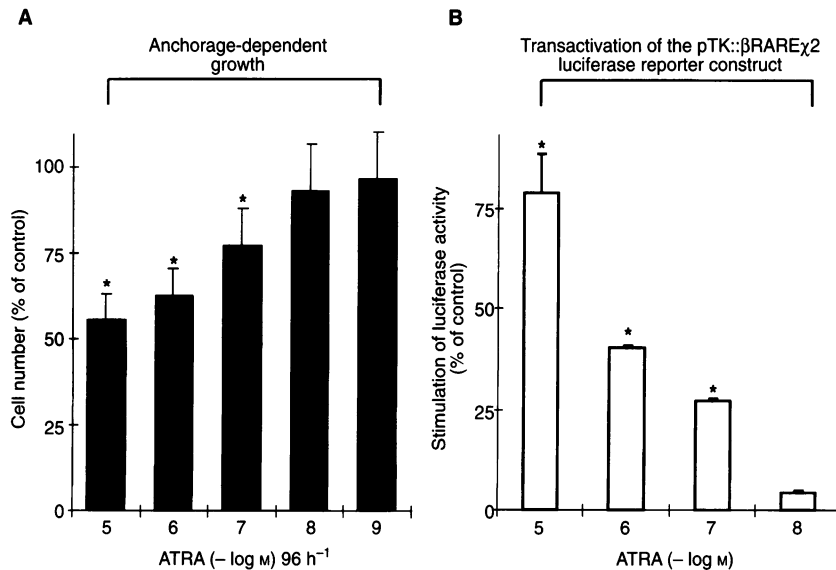 A
Anchorage-dependent
growth
Cell number (% of control)
100
75
50
25
0
*
*
*
5 6 7 8 9
ATRA (– log M) 96 h⁻¹
B
Transactivation of the pTK::βRAREχ2
luciferase reporter construct
Stimulation of luciferase activity
(% of control)
75
50
25
0
*
*
*
5 6 7 8
ATRA (– log M)